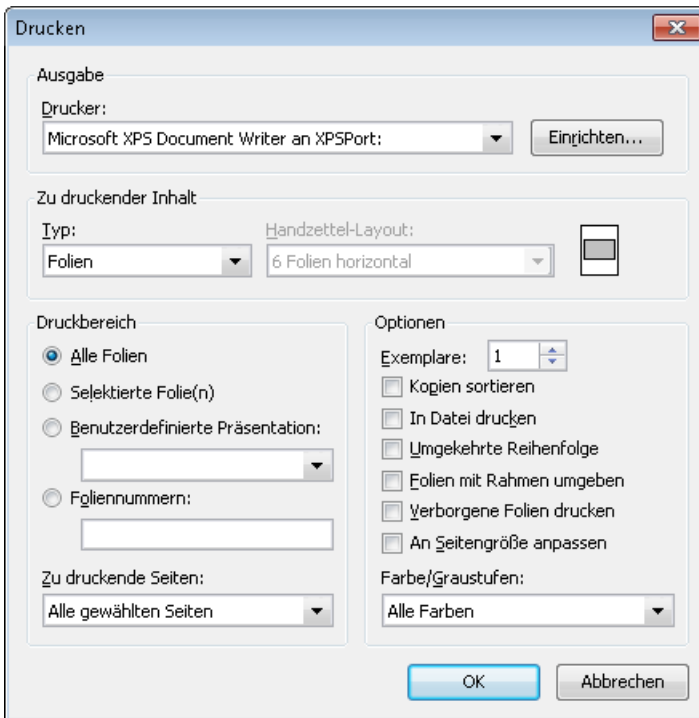 Drucken
Ausgabe
Drucker:
Microsoft XPS Document Writer an XPSPort:
Einrichten...
Zu druckender Inhalt
Typ:
Handzettel-Layout:
Folien
6 Folien horizontal
Druckbereich
Alle Folien
Selektierte Folie(n)
Benutzerdefinierte Präsentation:
Foliennummern:
Zu druckende Seiten:
Alle gewählten Seiten
Optionen
Exemplare:
1
Kopien sortieren
In Datei drucken
Umgekehrte Reihenfolge
Folien mit Rahmen umgeben
Verborgene Folien drucken
An Seitengröße anpassen
Farbe/Graustufen:
Alle Farben
OK
Abbrechen